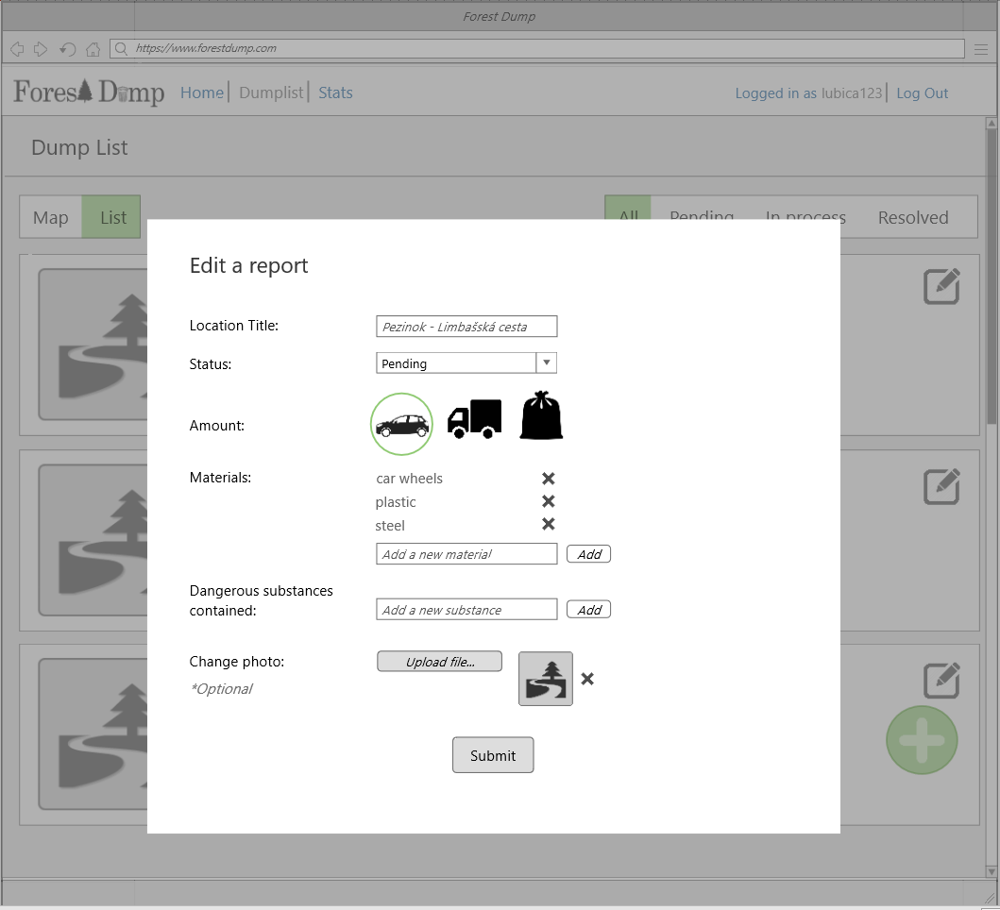 Forest Dump
https://www.forestdump.com
Forest Dump Home Dumplist Stats Logged in as lubica123 Log Out
Dump List
Map List All Pending In process Resolved
Edit a report
Location Title: Pezinok - Limbašská cesta
Status: Pending
Amount:
Materials: car wheels
plastic
steel
Add a new material Add
Dangerous substances
contained: Add a new substance Add
Change photo: Upload file...
*Optional
Submit